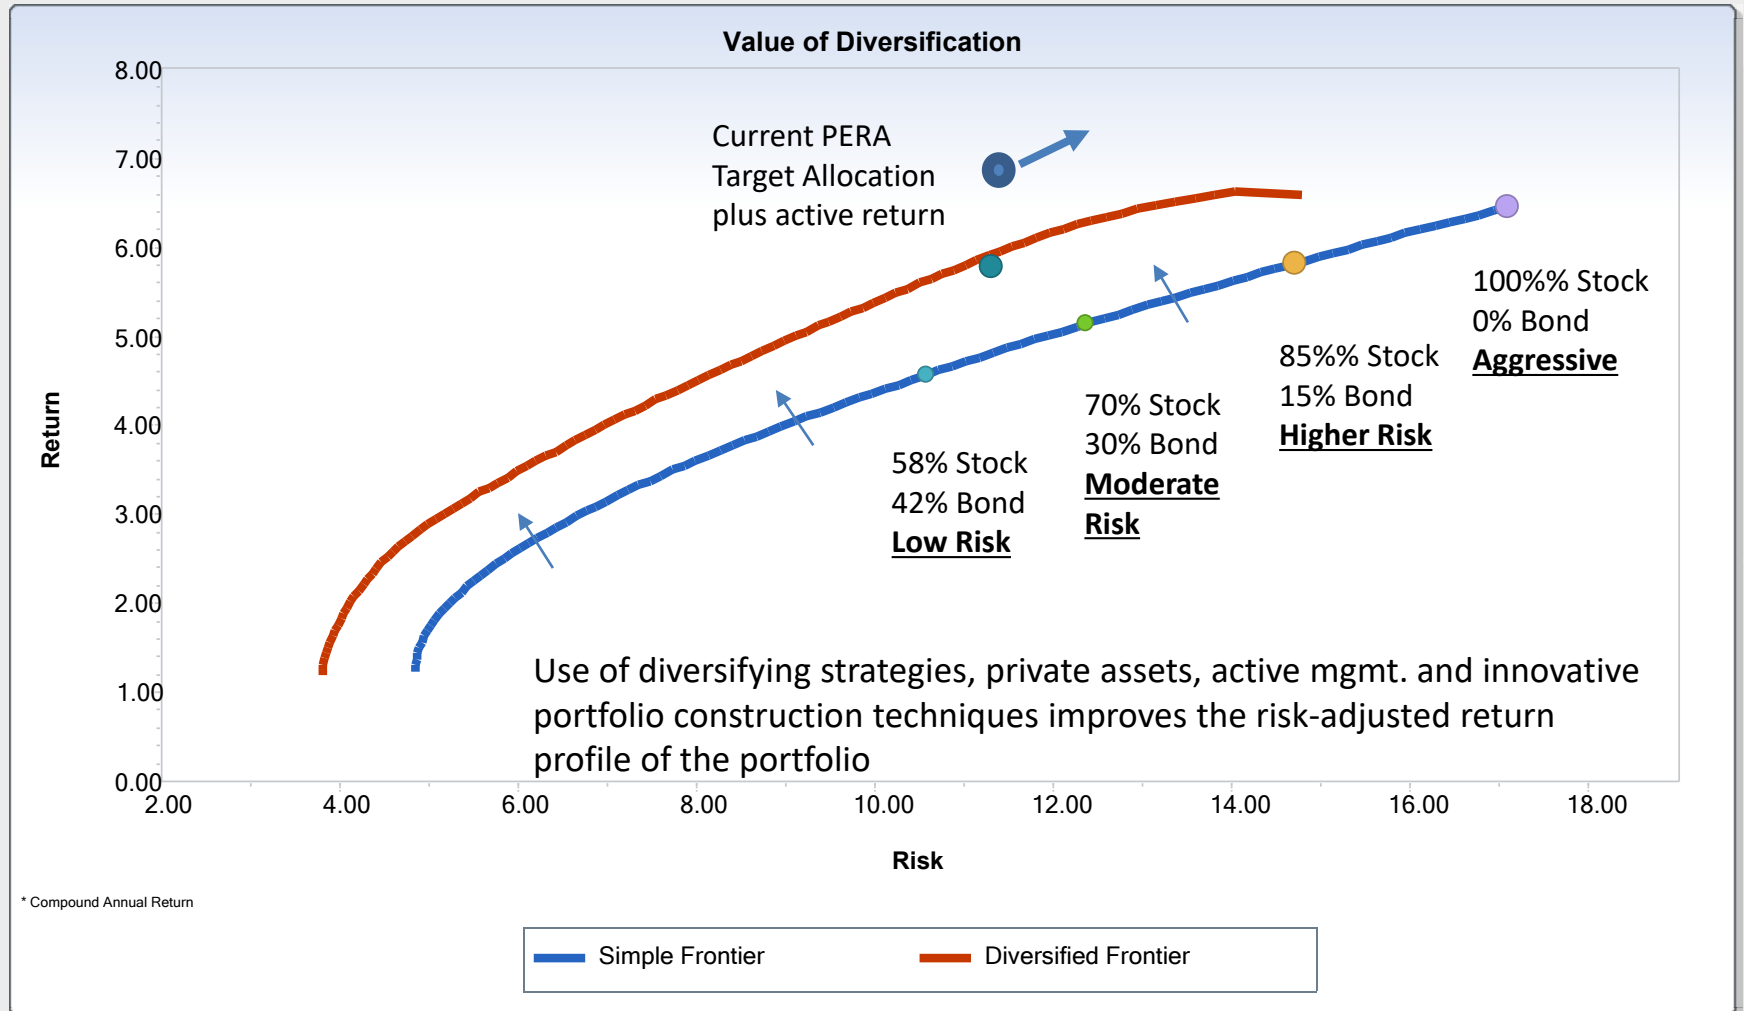 Value of Diversification
8.00
7.00
6.00
5.00
4.00
3.00
2.00
1.00
0.00
Return
Current PERA
Target Allocation
plus active return
100%% Stock
0% Bond
Aggressive
85%% Stock
15% Bond
Higher Risk
70% Stock
30% Bond
Moderate
Risk
58% Stock
42% Bond
Low Risk
Use of diversifying strategies, private assets, active mgmt. and innovative
portfolio construction techniques improves the risk-adjusted return
profile of the portfolio
2.00 4.00 6.00 8.00 10.00 12.00 14.00 16.00 18.00
Risk
* Compound Annual Return
Simple Frontier Diversified Frontier